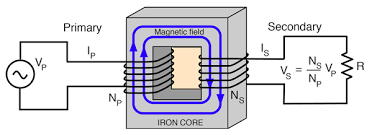 Primary
Secondary
Magnetic field
I_P
I_S
V_P
V_S = N_S / N_P V_P
R
N_P
N_S
IRON CORE